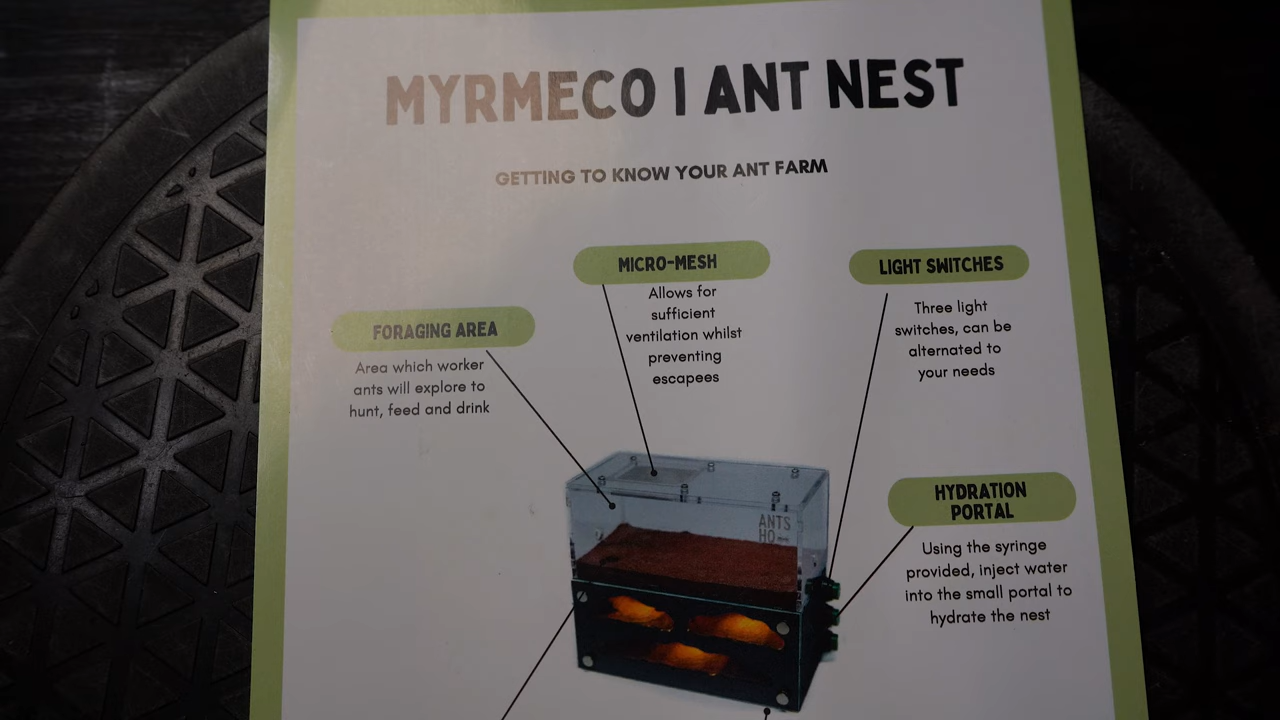 MYRMECO | ANT NEST
GETTING TO KNOW YOUR ANT FARM
MICRO-MESH
Allows for
sufficient
ventilation whilst
preventing
escapees
LIGHT SWITCHES
Three light
switches, can be
alternated to
your needs
FORAGING AREA
Area which worker
ants will explore to
hunt, feed and drink
HYDRATION
PORTAL
Using the syringe
provided, inject water
into the small portal to
hydrate the nest
ANTS
HO